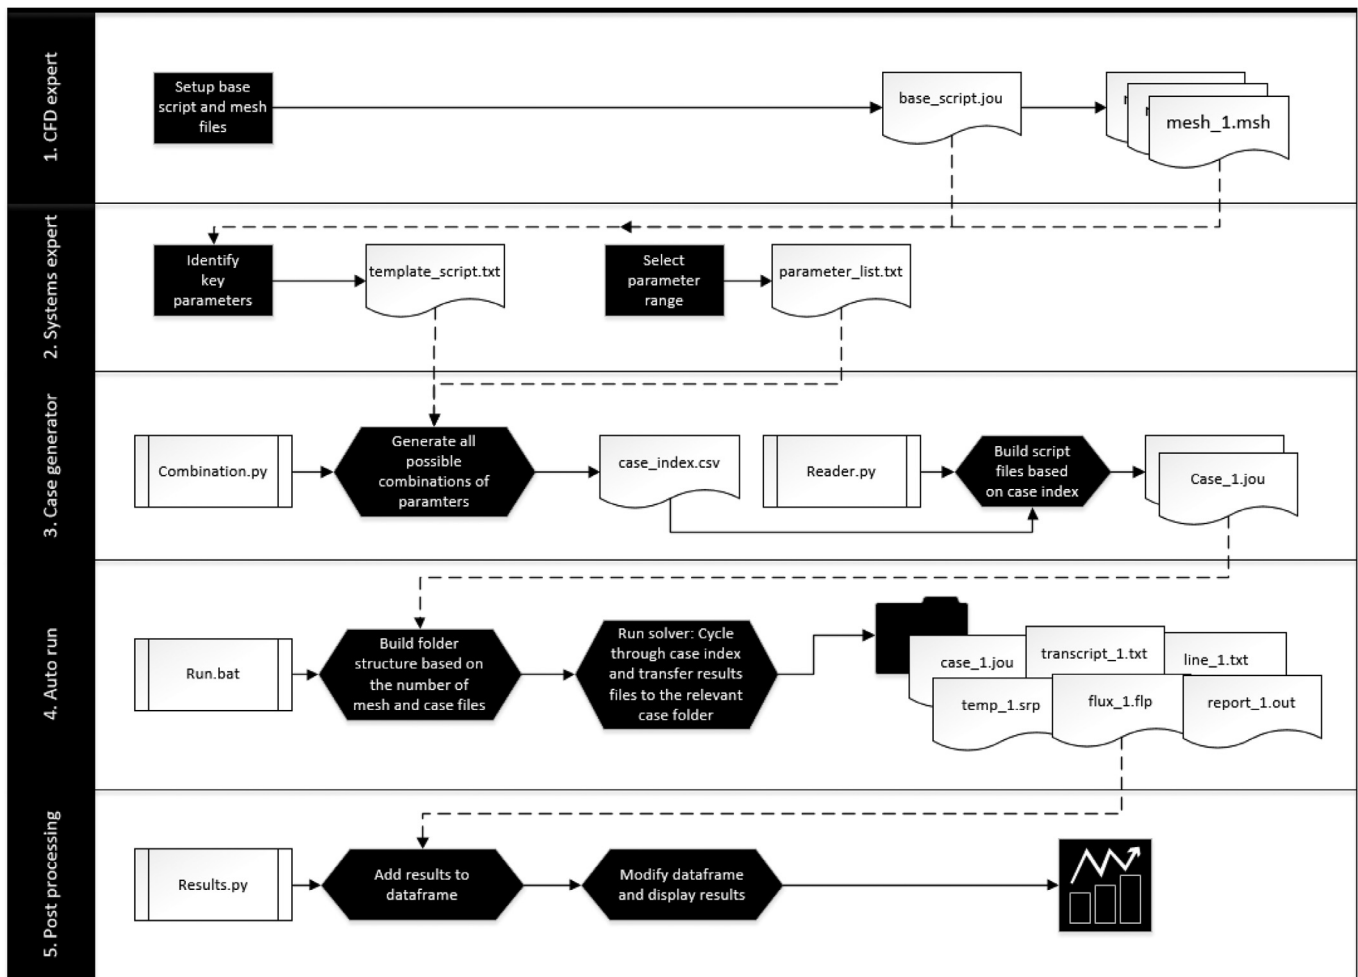 1. CFD expert
Setup base
script and mesh
files
base_script.jou
mesh_1.msh
2. Systems expert
Identify
key
parameters
template_script.txt
Select
parameter
range
parameter_list.txt
3. Case generator
Combination.py
Generate all
possible
combinations of
paramters
case_index.csv
Reader.py
Build script
files based
on case index
Case_1.jou
4. Auto run
Run.bat
Build folder
structure based on
the number of
mesh and case files
Run solver: Cycle
through case index
and transfer results
files to the relevant
case folder
case_1.jou
transcript_1.txt
line_1.txt
temp_1.srp
flux_1.flp
report_1.out
5. Post processing
Results.py
Add results to
dataframe
Modify dataframe
and display results